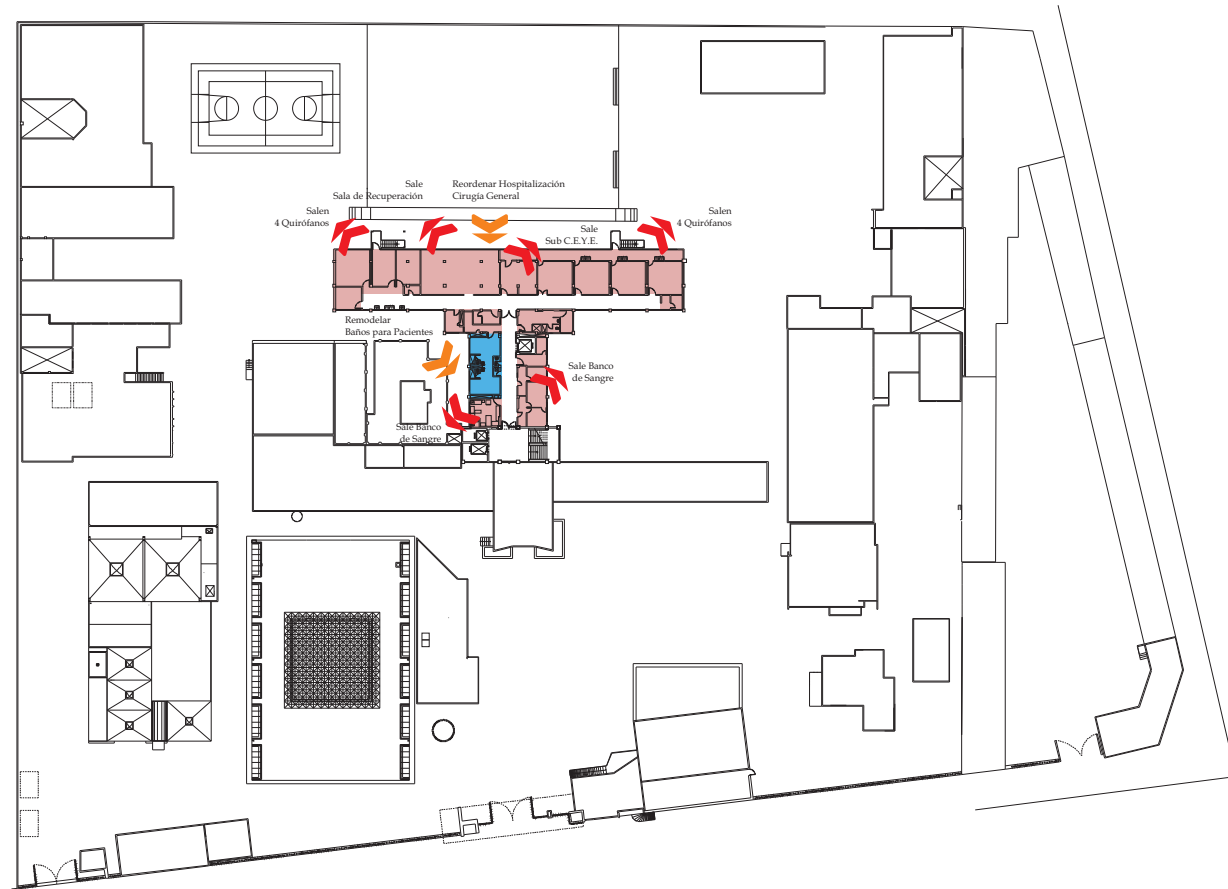 Sale
Sala de Recuperación
Reordenar Hospitalización
Cirugía General
Salen
4 Quirófanos
Sale
Sub C.E.Y.E.
Salen
4 Quirófanos
Remodelar
Baños para Pacientes
Sale Banco
de Sangre
Sale Banco
de Sangre